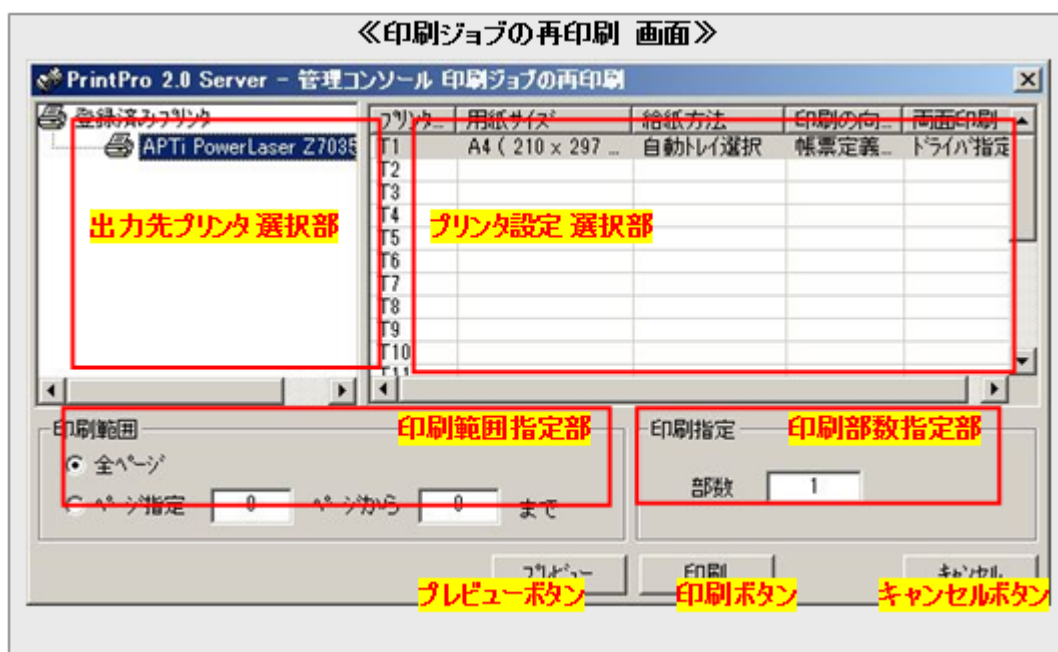 ≪印刷ジョブの再印刷 画面≫
PrintPro 2.0 Server - 管理コンソール 印刷ジョブの再印刷
登録済みプリンタ
APTi PowerLaser Z7035
プリンタ... 用紙サイズ 給紙方法 印刷の向... 両面印刷
T1 A4 ( 210 x 297 ... 自動トレイ選択 帳票定義... ドライバ指定
T2
T3
T4
T5
T6
T7
T8
T9
T10
T11
出力先プリンタ 選択部
プリンタ設定 選択部
印刷範囲
印刷範囲指定部
全ページ
ページ指定 0 ページから 0 まで
印刷指定
印刷部数指定部
部数 1
プレビュー 印刷 キャンセル
プレビューボタン 印刷ボタン キャンセルボタン